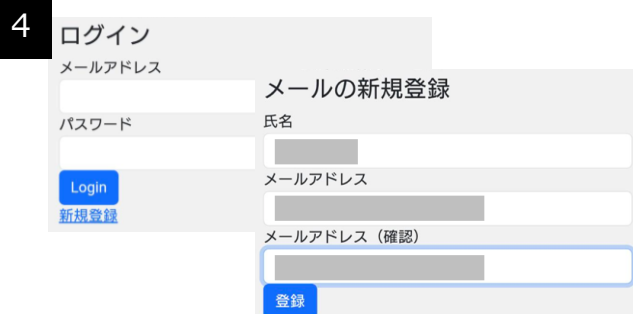 4
ログイン
メールアドレス
パスワード
Login
新規登録
メールの新規登録
氏名
メールアドレス
メールアドレス（確認）
登録